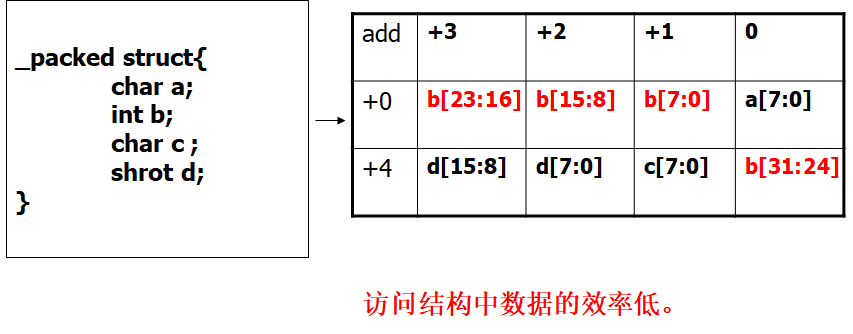 _packed struct{
char a;
int b;
char c ;
shrot d;
}
add +3 +2 +1 0
+0 b[23:16] b[15:8] b[7:0] a[7:0]
+4 d[15:8] d[7:0] c[7:0] b[31:24]
访问结构中数据的效率低。